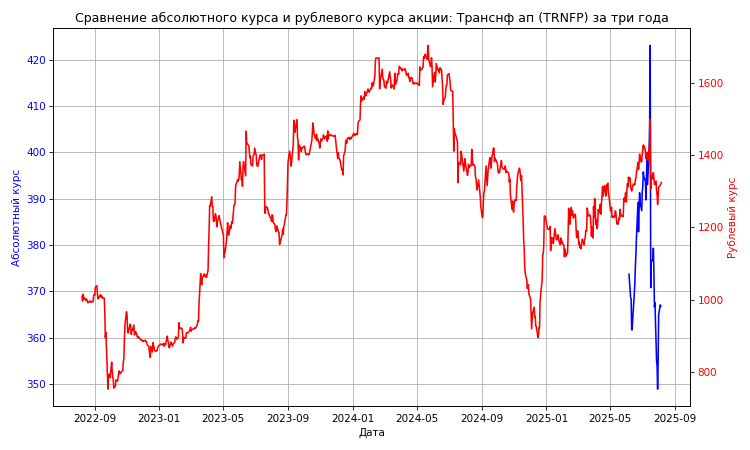 Сравнение абсолютного курса и рублевого курса акции: Транснф ап (TRNFP) за три года
420
410
400
390
380
370
360
350
Абсолютный курс
1600
1400
1200
1000
800
Рублевый курс
2022-09 2023-01 2023-05 2023-09 2024-01 2024-05 2024-09 2025-01 2025-05 2025-09
Дата